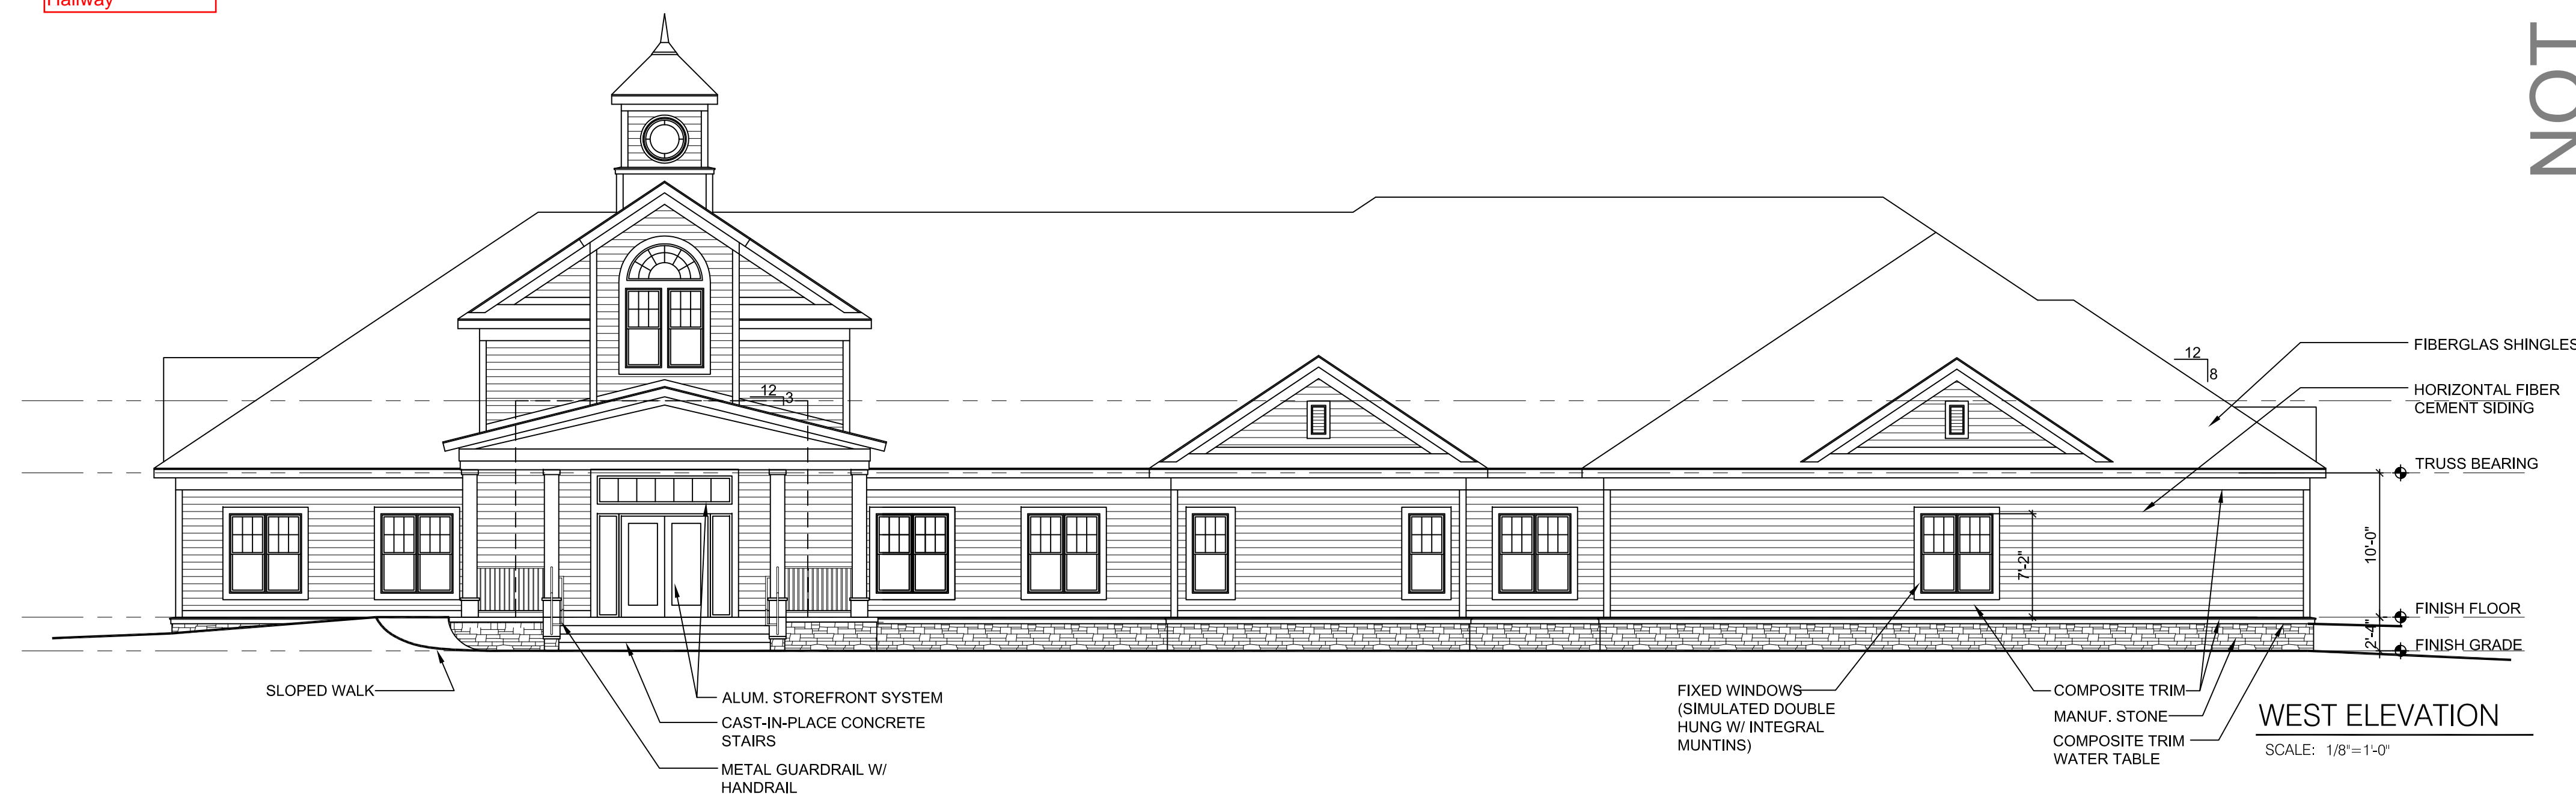 Hallway
NOT
12
3
12
8
FIBERGLAS SHINGLES
HORIZONTAL FIBER
CEMENT SIDING
TRUSS BEARING
10'-0"
7'-2"
FINISH FLOOR
2'-4"
FINISH GRADE
SLOPED WALK
ALUM. STOREFRONT SYSTEM
CAST-IN-PLACE CONCRETE
STAIRS
METAL GUARDRAIL W/
HANDRAIL
FIXED WINDOWS
(SIMULATED DOUBLE
HUNG W/ INTEGRAL
MUNTINS)
COMPOSITE TRIM
MANUF. STONE
COMPOSITE TRIM
WATER TABLE
WEST ELEVATION
SCALE: 1/8"=1'-0"